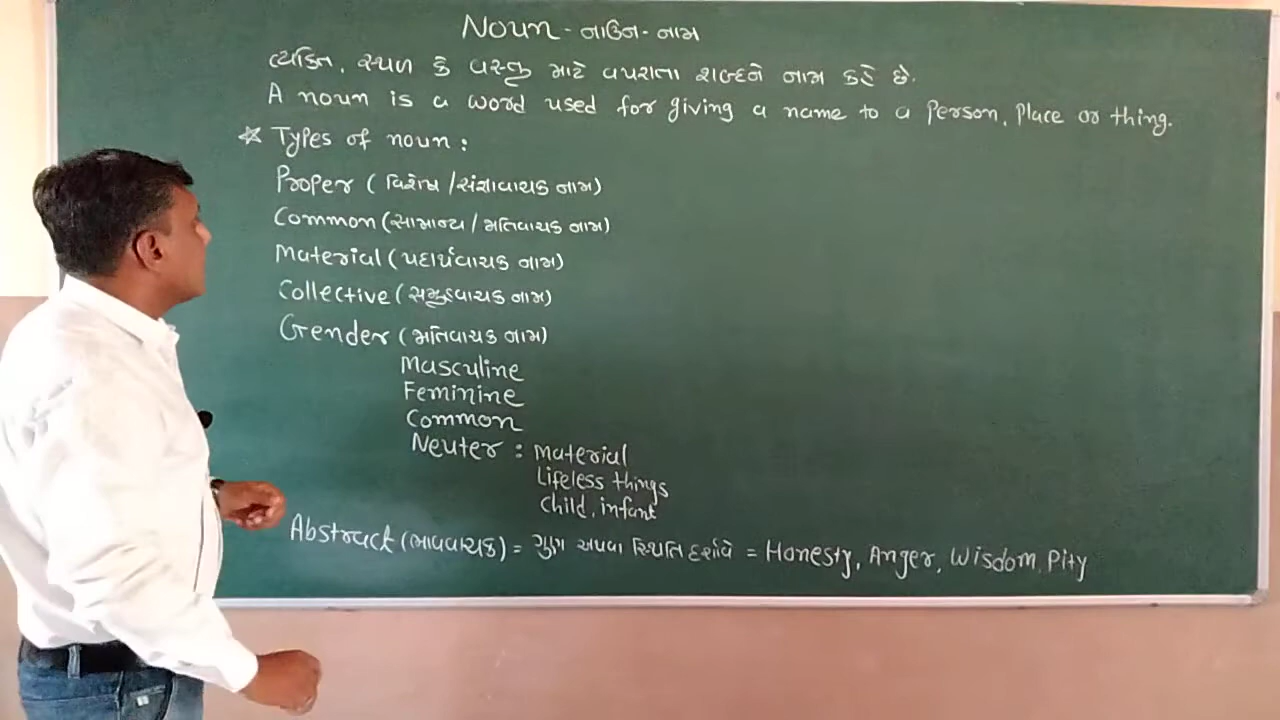 Noun - નાઉન - નામ
વ્યક્તિ, સ્થળ કે વસ્તુ માટે વપરાતા શબ્દને નામ કહે છે.
A noun is a word used for giving a name to a Person, Place or thing.
☆ Types of noun :
Proper ( વિશેષ / સંજ્ઞાવાચક નામ)
Common (સામાન્ય / જાતિવાચક નામ)
Material ( પદાર્થવાચક નામ)
Collective ( સમુહવાચક નામ)
Gender ( જાતિવાચક નામ)
Masculine
Feminine
Common
Neuter : Material
Lifeless things
Child, infant
Abstract (ભાવવાચક) = ગુણ અથવા સ્થિતિ દર્શાવે = Honesty, Anger, Wisdom, Pity